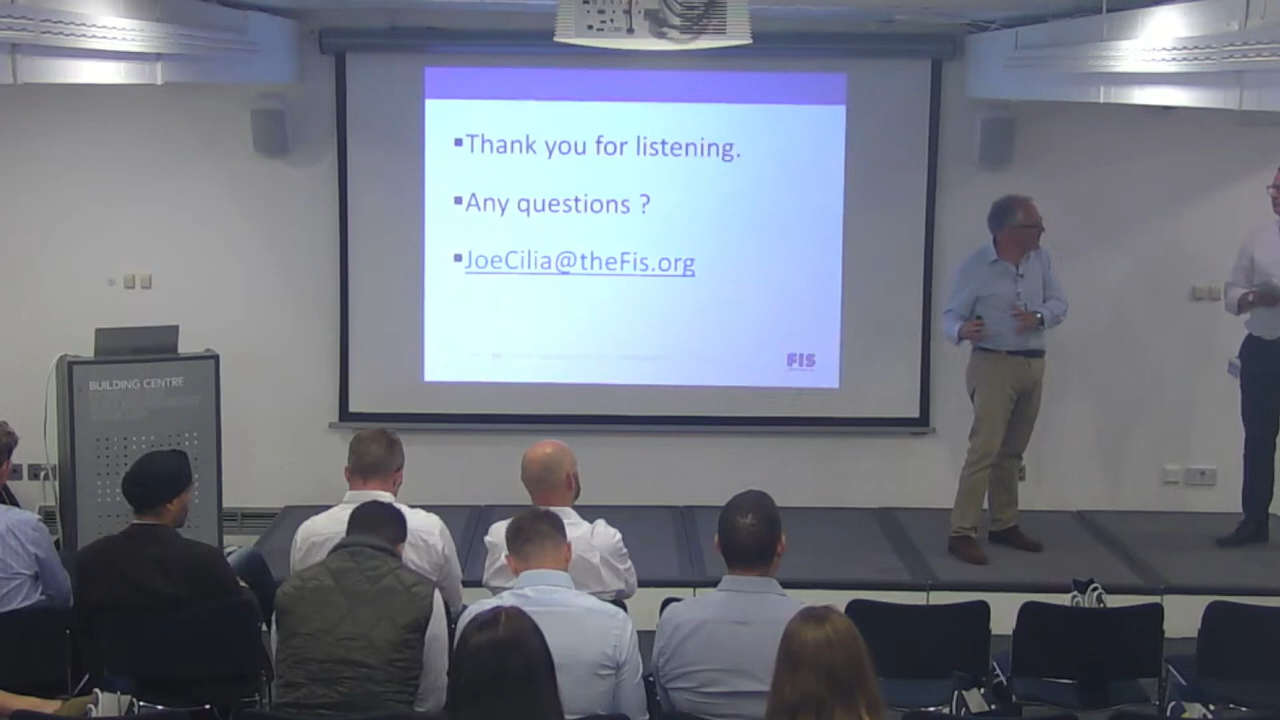 Thank you for listening.
Any questions ?
JoeCilia@theFis.org
FIS
BUILDING CENTRE